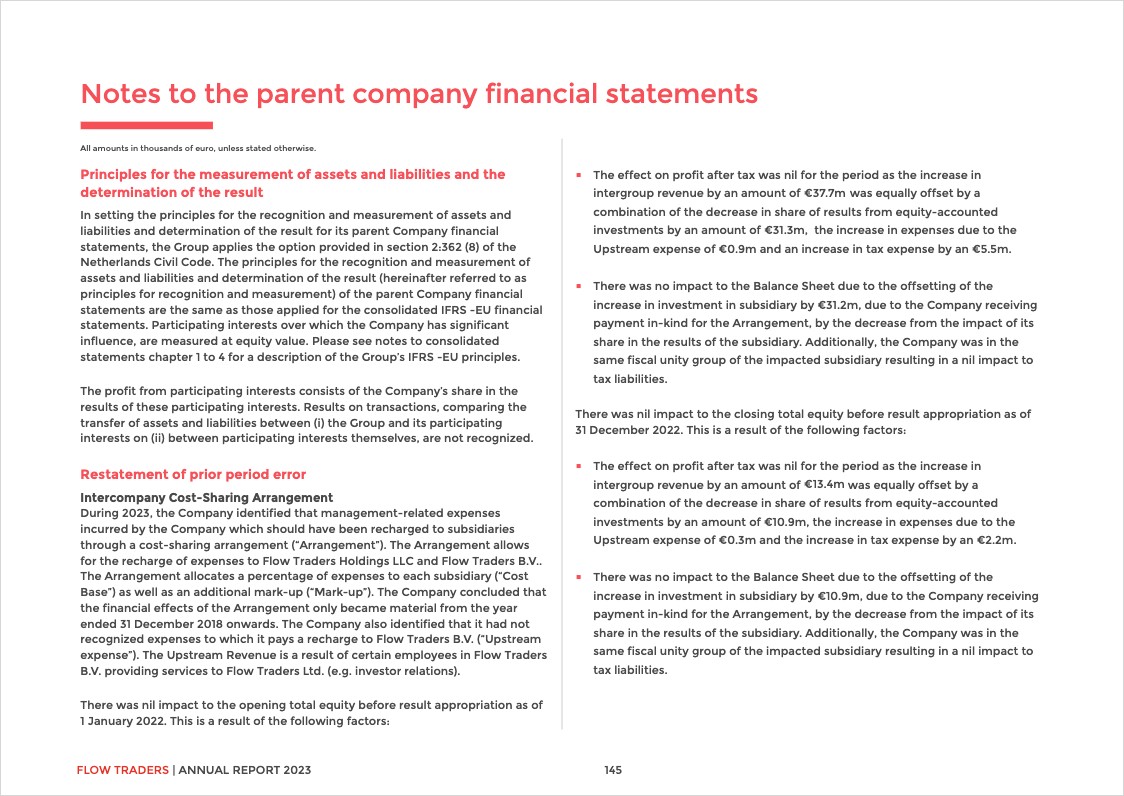 Notes to the parent company financial statements
All amounts in thousands of euro, unless stated otherwise.
Principles for the measurement of assets and liabilities and the
determination of the result
In setting the principles for the recognition and measurement of assets and
liabilities and determination of the result for its parent Company financial
statements, the Group applies the option provided in section 2:362 (8) of the
Netherlands Civil Code. The principles for the recognition and measurement of
assets and liabilities and determination of the result (hereinafter referred to as
principles for recognition and measurement) of the parent Company financial
statements are the same as those applied for the consolidated IFRS -EU financial
statements. Participating interests over which the Company has significant
influence, are measured at equity value. Please see notes to consolidated
statements chapter 1 to 4 for a description of the Group's IFRS -EU principles.
The profit from participating interests consists of the Company's share in the
results of these participating interests. Results on transactions, comparing the
transfer of assets and liabilities between (i) the Group and its participating
interests on (ii) between participating interests themselves, are not recognized.
Restatement of prior period error
Intercompany Cost-Sharing Arrangement
During 2023, the Company identified that management-related expenses
incurred by the Company which should have been recharged to subsidiaries
through a cost-sharing arrangement ("Arrangement"). The Arrangement allows
for the recharge of expenses to Flow Traders Holdings LLC and Flow Traders B.V..
The Arrangement allocates a percentage of expenses to each subsidiary ("Cost
Base") as well as an additional mark-up ("Mark-up"). The Company concluded that
the financial effects of the Arrangement only became material from the year
ended 31 December 2018 onwards. The Company also identified that it had not
recognized expenses to which it pays a recharge to Flow Traders B.V. ("Upstream
expense"). The Upstream Revenue is a result of certain employees in Flow Traders
B.V. providing services to Flow Traders Ltd. (e.g. investor relations).
There was nil impact to the opening total equity before result appropriation as of
1 January 2022. This is a result of the following factors:
▪ The effect on profit after tax was nil for the period as the increase in
intergroup revenue by an amount of €37.7m was equally offset by a
combination of the decrease in share of results from equity-accounted
investments by an amount of €31.3m, the increase in expenses due to the
Upstream expense of €0.9m and an increase in tax expense by an €5.5m.
▪ There was no impact to the Balance Sheet due to the offsetting of the
increase in investment in subsidiary by €31.2m, due to the Company receiving
payment in-kind for the Arrangement, by the decrease from the impact of its
share in the results of the subsidiary. Additionally, the Company was in the
same fiscal unity group of the impacted subsidiary resulting in a nil impact to
tax liabilities.
There was nil impact to the closing total equity before result appropriation as of
31 December 2022. This is a result of the following factors:
▪ The effect on profit after tax was nil for the period as the increase in
intergroup revenue by an amount of €13.4m was equally offset by a
combination of the decrease in share of results from equity-accounted
investments by an amount of €10.9m, the increase in expenses due to the
Upstream expense of €0.3m and the increase in tax expense by an €2.2m.
▪ There was no impact to the Balance Sheet due to the offsetting of the
increase in investment in subsidiary by €10.9m, due to the Company receiving
payment in-kind for the Arrangement, by the decrease from the impact of its
share in the results of the subsidiary. Additionally, the Company was in the
same fiscal unity group of the impacted subsidiary resulting in a nil impact to
tax liabilities.
FLOW TRADERS | ANNUAL REPORT 2023
145